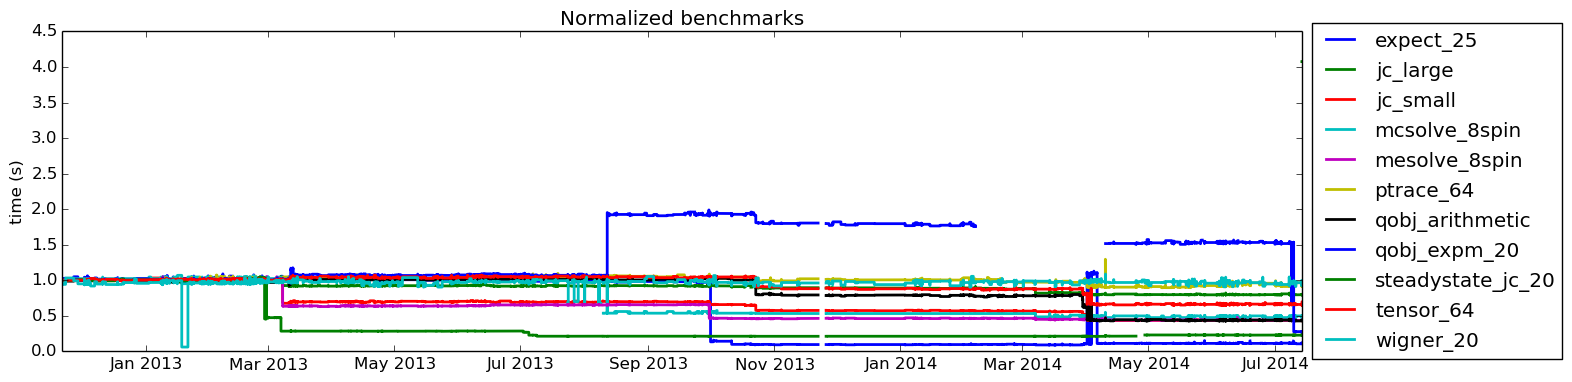 Normalized benchmarks
time (s)
4.5
4.0
3.5
3.0
2.5
2.0
1.5
1.0
0.5
0.0
Jan 2013
Mar 2013
May 2013
Jul 2013
Sep 2013
Nov 2013
Jan 2014
Mar 2014
May 2014
Jul 2014
expect_25
jc_large
jc_small
mcsolve_8spin
mesolve_8spin
ptrace_64
qobj_arithmetic
qobj_expm_20
steadystate_jc_20
tensor_64
wigner_20